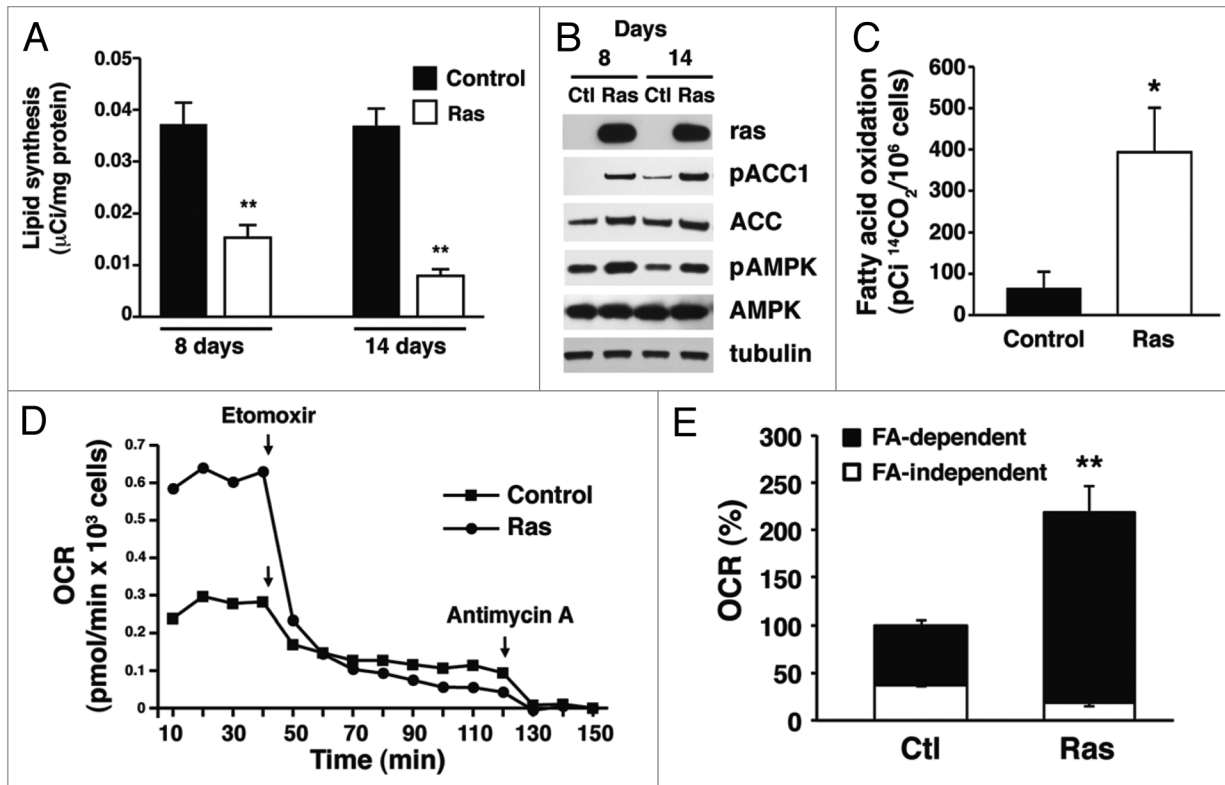 A
Lipid synthesis
(μCi/mg protein)
0.05
0.04
0.03
0.02
0.01
0
Control
Ras
**
**
8 days
14 days
B
Days
8 14
Ctl Ras Ctl Ras
ras
pACC1
ACC
pAMPK
AMPK
tubulin
C
Fatty acid oxidation
(pCi ¹⁴CO₂/10⁶ cells)
600
500
400
300
200
100
0
*
Control Ras
D
OCR
(pmol/min x 10³ cells)
0.7
0.6
0.5
0.4
0.3
0.2
0.1
0
Etomoxir
Control
Ras
Antimycin A
10 30 50 70 90 110 130 150
Time (min)
E
OCR (%)
300
250
200
150
100
50
0
FA-dependent
FA-independent
**
Ctl Ras